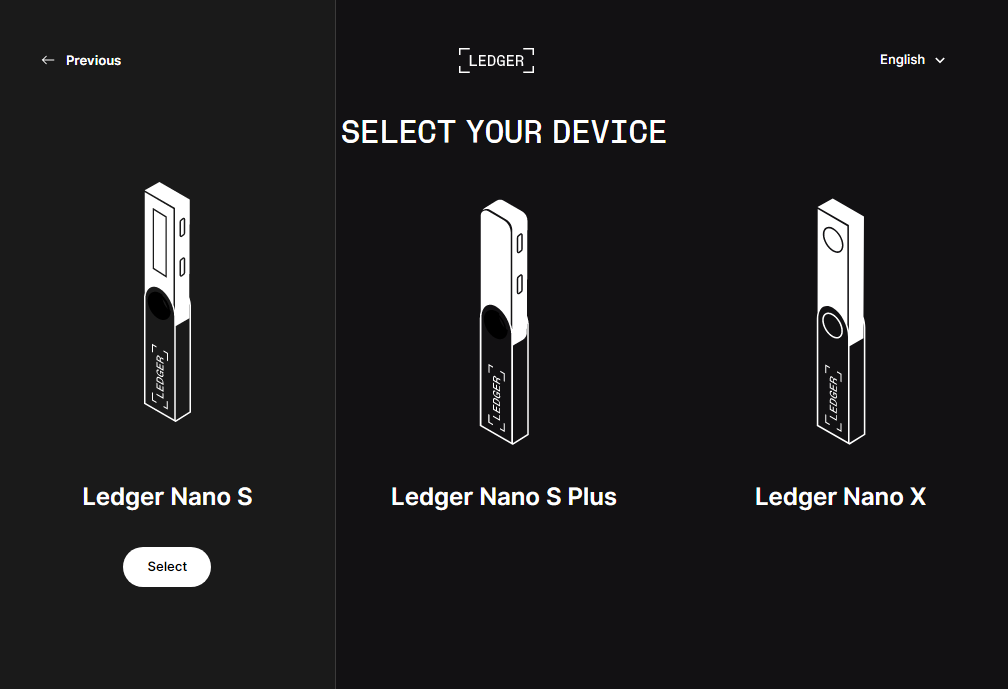 Previous
LEDGER
English
SELECT YOUR DEVICE
LEDGER
LEDGER
LEDGER
Ledger Nano S
Ledger Nano S Plus
Ledger Nano X
Select